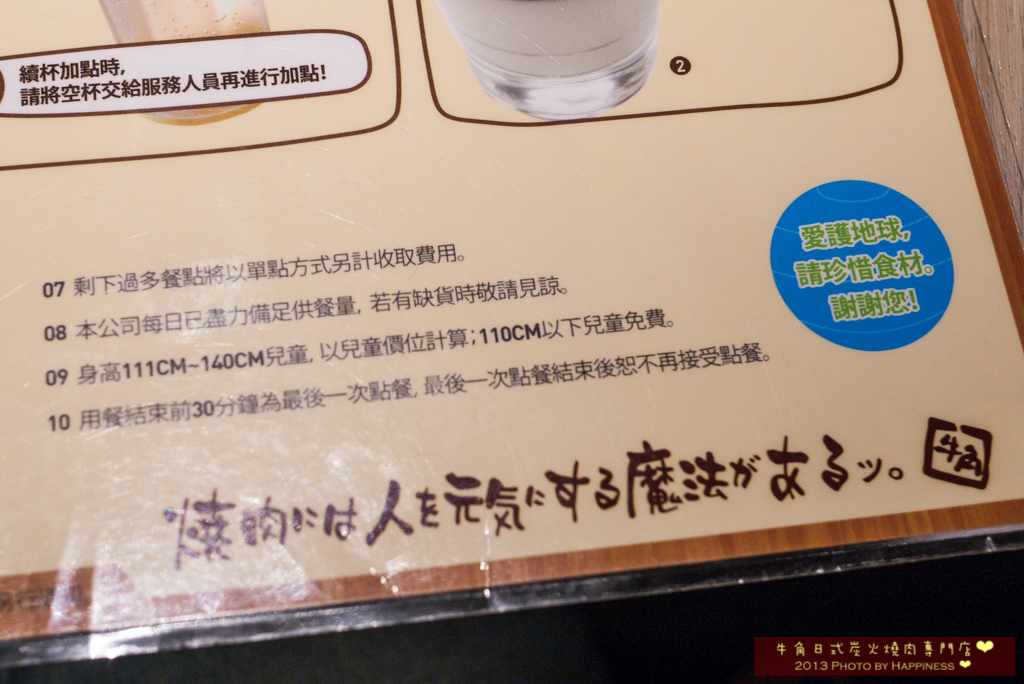 續杯加點時,
請將空杯交給服務人員再進行加點!
2
愛護地球,
請珍惜食材。
謝謝您!
07 剩下過多餐點將以單點方式另計收取費用。
08 本公司每日已盡力備足供餐量, 若有缺貨時敬請見諒。
09 身高111CM~140CM兒童, 以兒童價位計算;110CM以下兒童免費。
10 用餐結束前30分鐘為最後一次點餐, 最後一次點餐結束後恕不再接受點餐。
焼肉には人を元気にする魔法があるッ。
牛角
牛角日式炭火燒肉專門店
2013 PHOTO BY HAPPINESS